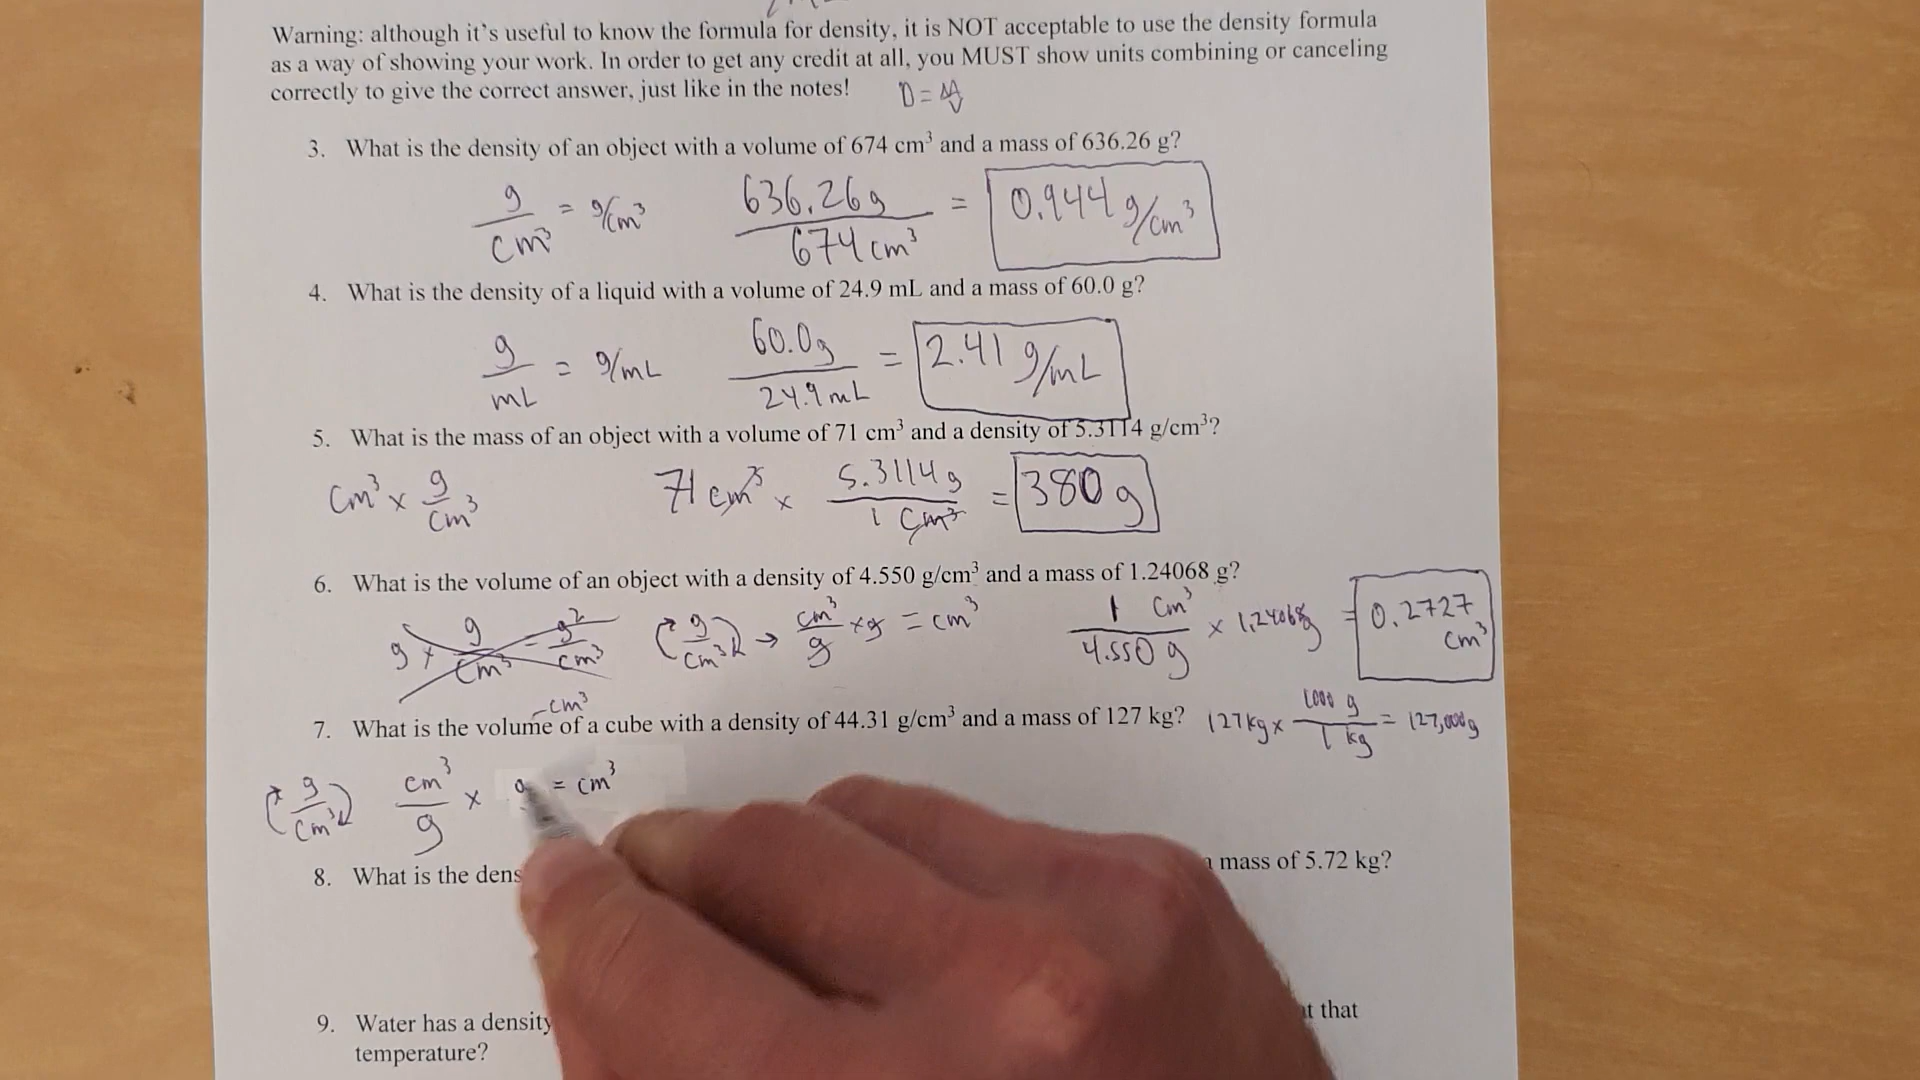 Warning: although it's useful to know the formula for density, it is NOT acceptable to use the density formula
as a way of showing your work. In order to get any credit at all, you MUST show units combining or canceling
correctly to give the correct answer, just like in the notes! D = M/V
3. What is the density of an object with a volume of 674 cm³ and a mass of 636.26 g?
g/cm³ = g/cm³ 636.26g/674 cm³ = 0.944 g/cm³
4. What is the density of a liquid with a volume of 24.9 mL and a mass of 60.0 g?
g/mL = g/mL 60.0g/24.9 mL = 2.41 g/mL
5. What is the mass of an object with a volume of 71 cm³ and a density of 5.3114 g/cm³?
cm³ x g/cm³ 71 cm³ x 5.3114 g/1 cm³ = 380 g
6. What is the volume of an object with a density of 4.550 g/cm³ and a mass of 1.24068 g?
g x g/cm³ = g²/cm³ (g/cm³) → cm³/g x g = cm³ 1 cm³/4.550 g x 1.24068g = 0.2727 cm³
-cm³
7. What is the volume of a cube with a density of 44.31 g/cm³ and a mass of 127 kg? 127kg x 1000 g/1 kg = 127,000g
(g/cm³) cm³/g x g = cm³
8. What is the dens mass of 5.72 kg?
9. Water has a density that
temperature?